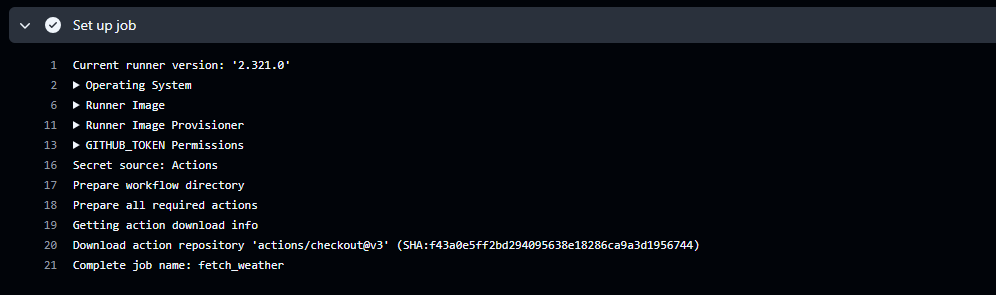 Set up job
1 Current runner version: '2.321.0'
2 ▶ Operating System
6 ▶ Runner Image
11 ▶ Runner Image Provisioner
13 ▶ GITHUB_TOKEN Permissions
16 Secret source: Actions
17 Prepare workflow directory
18 Prepare all required actions
19 Getting action download info
20 Download action repository 'actions/checkout@v3' (SHA:f43a0e5ff2bd294095638e18286ca9a3d1956744)
21 Complete job name: fetch_weather